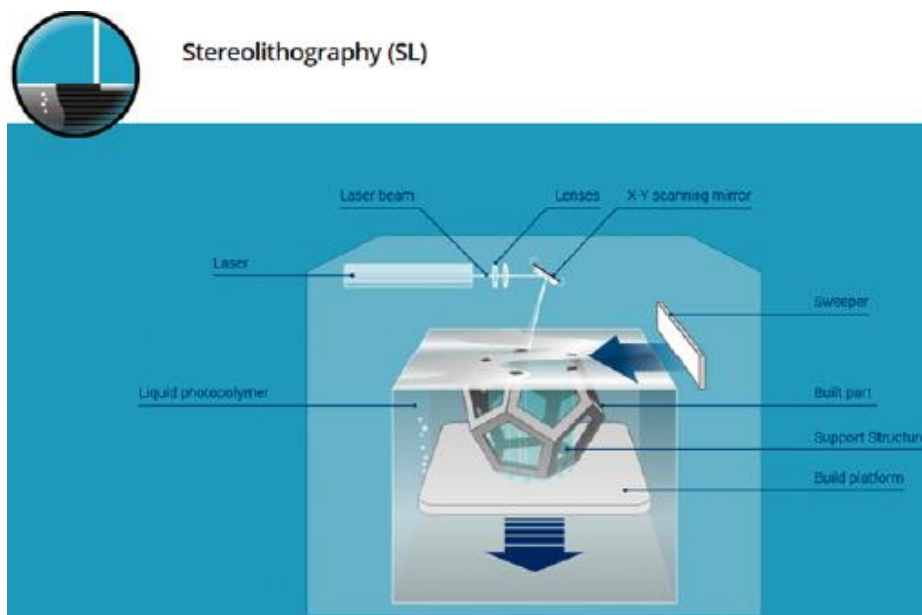 Stereolithography (SL)
Laser beam
Lenses
X-Y scanning mirror
Laser
Sweeper
Liquid photopolymer
Built part
Support Structure
Build platform